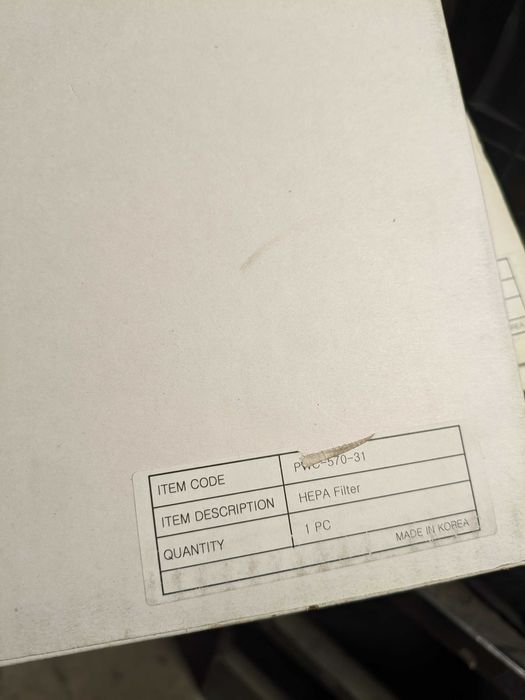 ITEM CODE PWC-570-31
ITEM DESCRIPTION HEPA Filter
QUANTITY 1 PC
MADE IN KOREA